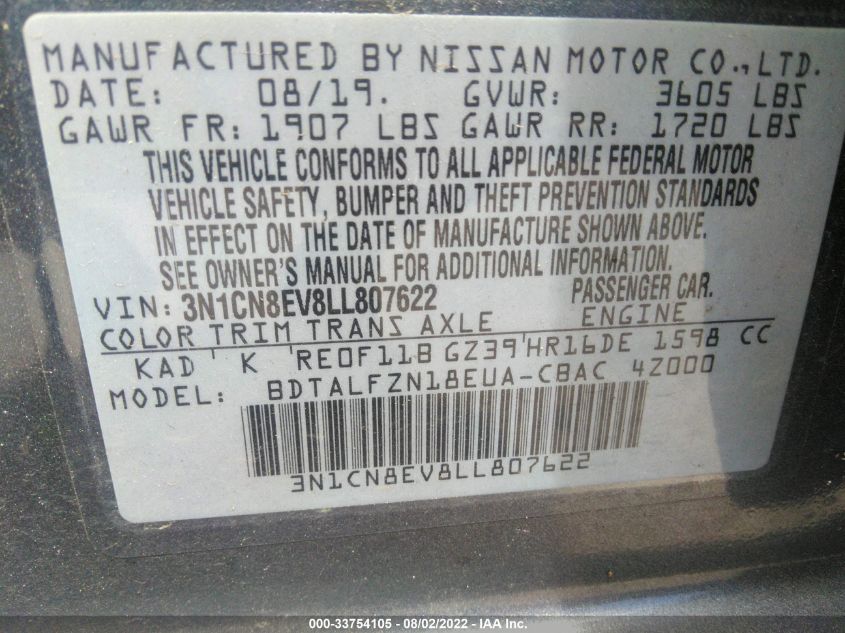 MANUFACTURED BY NISSAN MOTOR CO., LTD.
DATE: 08/19. GVWR: 3605 LBS
GAWR FR: 1907 LBS GAWR RR: 1720 LBS
THIS VEHICLE CONFORMS TO ALL APPLICABLE FEDERAL MOTOR
VEHICLE SAFETY, BUMPER AND THEFT PREVENTION STANDARDS
IN EFFECT ON THE DATE OF MANUFACTURE SHOWN ABOVE.
SEE OWNER'S MANUAL FOR ADDITIONAL INFORMATION.
VIN: 3N1CN8EV8LL807622 PASSENGER CAR.
COLOR TRIM TRANS AXLE ENGINE
KAD K RE0F11B GZ39 HR16DE 1598 CC
MODEL: BDTALFZN18EUA-CBAC 4Z000
3N1CN8EV8LL807622
000-33754105 - 08/02/2022 - IAA Inc.